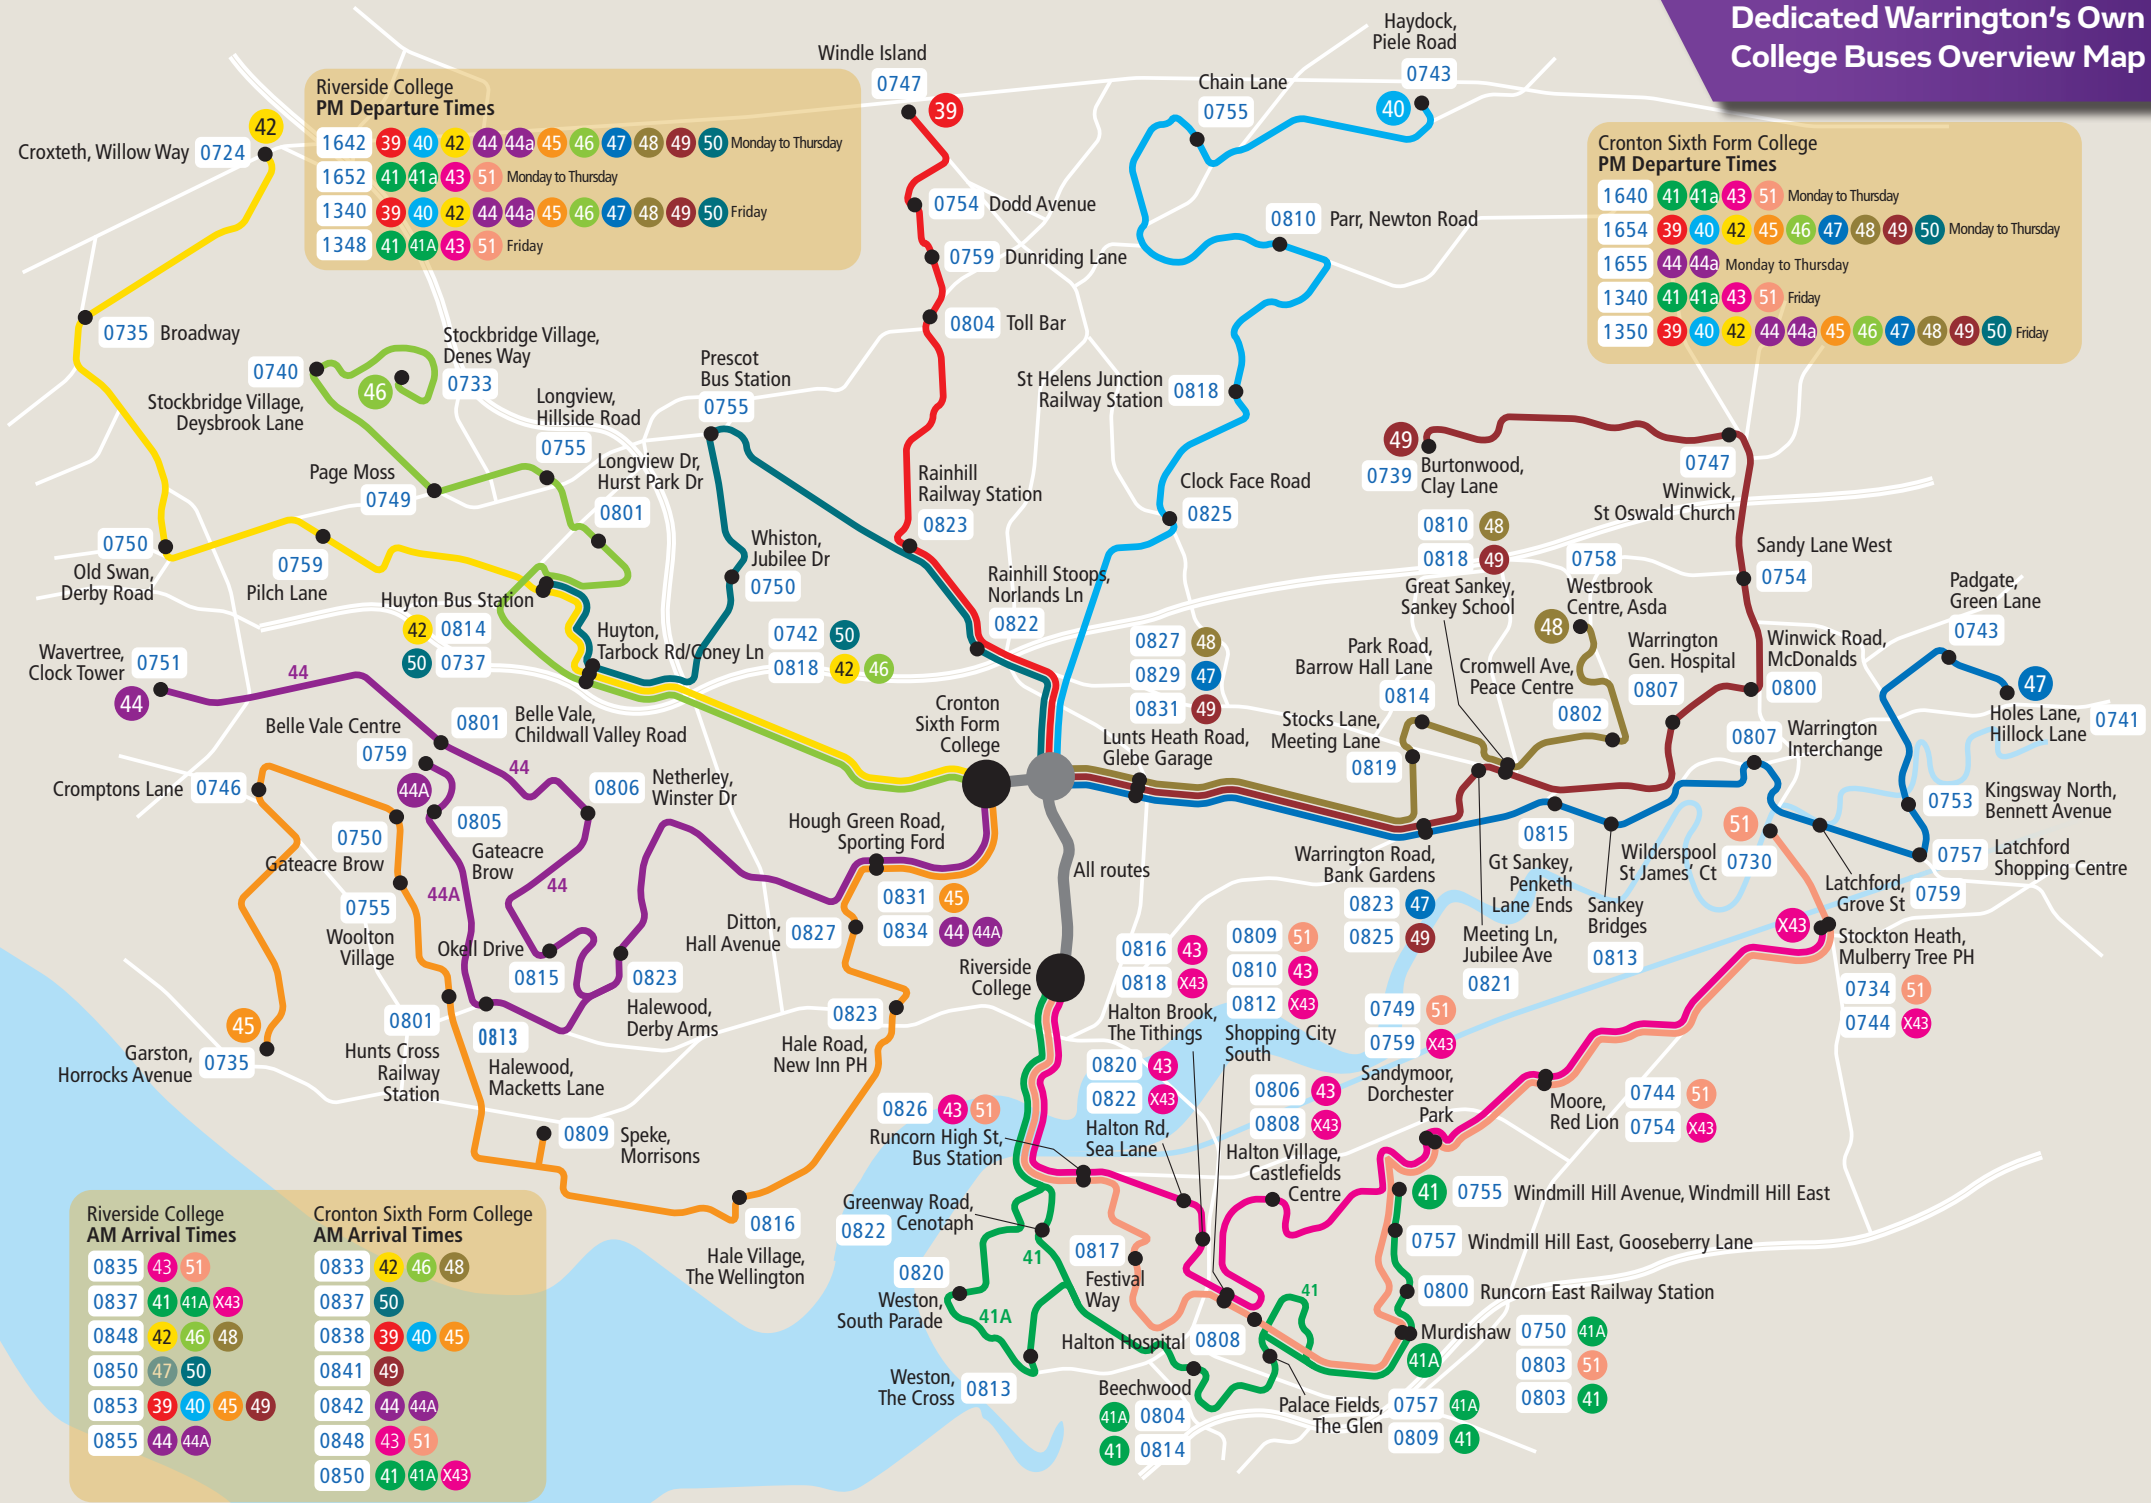 Dedicated Warrington's Own
College Buses Overview Map
Riverside College
PM Departure Times
1642 39 40 42 44 44a 45 46 47 48 49 50 Monday to Thursday
1652 41 41a 43 51 Monday to Thursday
1340 39 40 42 44 44a 45 46 47 48 49 50 Friday
1348 41 41A 43 51 Friday
Cronton Sixth Form College
PM Departure Times
1640 41 41a 43 51 Monday to Thursday
1654 39 40 42 45 46 47 48 49 50 Monday to Thursday
1655 44 44a Monday to Thursday
1340 41 41a 43 51 Friday
1350 39 40 42 44 44a 45 46 47 48 49 50 Friday
Windle Island
0747
39
0754 Dodd Avenue
0759 Dunriding Lane
0804 Toll Bar
Rainhill
Railway Station
0823
Rainhill Stoops,
Norlands Ln
0822
Haydock,
Piele Road
0743
40
Chain Lane
0755
0810 Parr, Newton Road
St Helens Junction
Railway Station
0818
Clock Face Road
0825
42
Croxteth, Willow Way 0724
0735 Broadway
0750
Old Swan,
Derby Road
0759
Pilch Lane
Huyton Bus Station
42 0814
50 0737
Stockbridge Village,
Denes Way
0733
46
0740
Stockbridge Village,
Deysbrook Lane
Page Moss
0749
Longview,
Hillside Road
0755
Longview Dr,
Hurst Park Dr
0801
Prescot
Bus Station
0755
Whiston,
Jubilee Dr
0750
Huyton,
Tarbock Rd/Coney Ln
0742 50
0818 42 46
Wavertree,
Clock Tower
0751
44
44
0801
Belle Vale,
Childwall Valley Road
Belle Vale Centre
0759
44A
44
0806
Netherley,
Winster Dr
0805
Gateacre
Brow
44
44A
Okell Drive
0815
0823
Halewood,
Derby Arms
0813
Halewood,
Macketts Lane
Cromptons Lane 0746
0750
Gateacre Brow
0755
Woolton
Village
45
Garston,
Horrocks Avenue
0735
0801
Hunts Cross
Railway
Station
0809
Speke,
Morrisons
0816
Hale Village,
The Wellington
0823
Hale Road,
New Inn PH
Ditton,
Hall Avenue
0827
Hough Green Road,
Sporting Ford
0831 45
0834 44 44A
Cronton
Sixth Form
College
All routes
Riverside
College
0827 48
0829 47
0831 49
Lunts Heath Road,
Glebe Garage
49
0739
Burtonwood,
Clay Lane
0747
Winwick,
St Oswald Church
Sandy Lane West
0754
Winwick Road,
McDonalds
0800
Warrington
Gen. Hospital
0807
0810 48
0818 49
Great Sankey,
Sankey School
0758
Westbrook
Centre, Asda
48
Cromwell Ave,
Peace Centre
0802
Park Road,
Barrow Hall Lane
0814
Stocks Lane,
Meeting Lane
0819
Padgate,
Green Lane
0743
47
Holes Lane,
Hillock Lane
0741
Kingsway North,
Bennett Avenue
0753
0757 Latchford
Shopping Centre
Latchford,
Grove St
0759
0807
Warrington
Interchange
51
0730
Wilderspool
St James' Ct
0815
Gt Sankey,
Penketh
Lane Ends
Sankey
Bridges
0813
Meeting Ln,
Jubilee Ave
0821
Warrington Road,
Bank Gardens
0823 47
0825 49
X43
Stockton Heath,
Mulberry Tree PH
0734 51
0744 X43
Moore,
Red Lion
0744 51
0754 X43
0749 51
0759 X43
Sandymoor,
Dorchester
Park
0816 43
0818 X43
Halton Brook,
The Tithings
0809 51
0810 43
0812 X43
Shopping City
South
0820 43
0822 X43
Halton Rd,
Sea Lane
0806 43
0808 X43
Halton Village,
Castlefields
Centre
0826 43 51
Runcorn High St,
Bus Station
Greenway Road,
Cenotaph
0822
41
0820
Weston,
South Parade
41A
Weston,
The Cross
0813
0817
Festival
Way
Halton Hospital 0808
41
Beechwood
41A 0804
41 0814
Palace Fields,
The Glen
0757 41A
0809 41
41 0755 Windmill Hill Avenue, Windmill Hill East
0757 Windmill Hill East, Gooseberry Lane
0800 Runcorn East Railway Station
Murdishaw
41A
0750 41A
0803 51
0803 41
Riverside College
AM Arrival Times
0835 43 51
0837 41 41A X43
0848 42 46 48
0850 47 50
0853 39 40 45 49
0855 44 44A
Cronton Sixth Form College
AM Arrival Times
0833 42 46 48
0837 50
0838 39 40 45
0841 49
0842 44 44A
0848 43 51
0850 41 41A X43